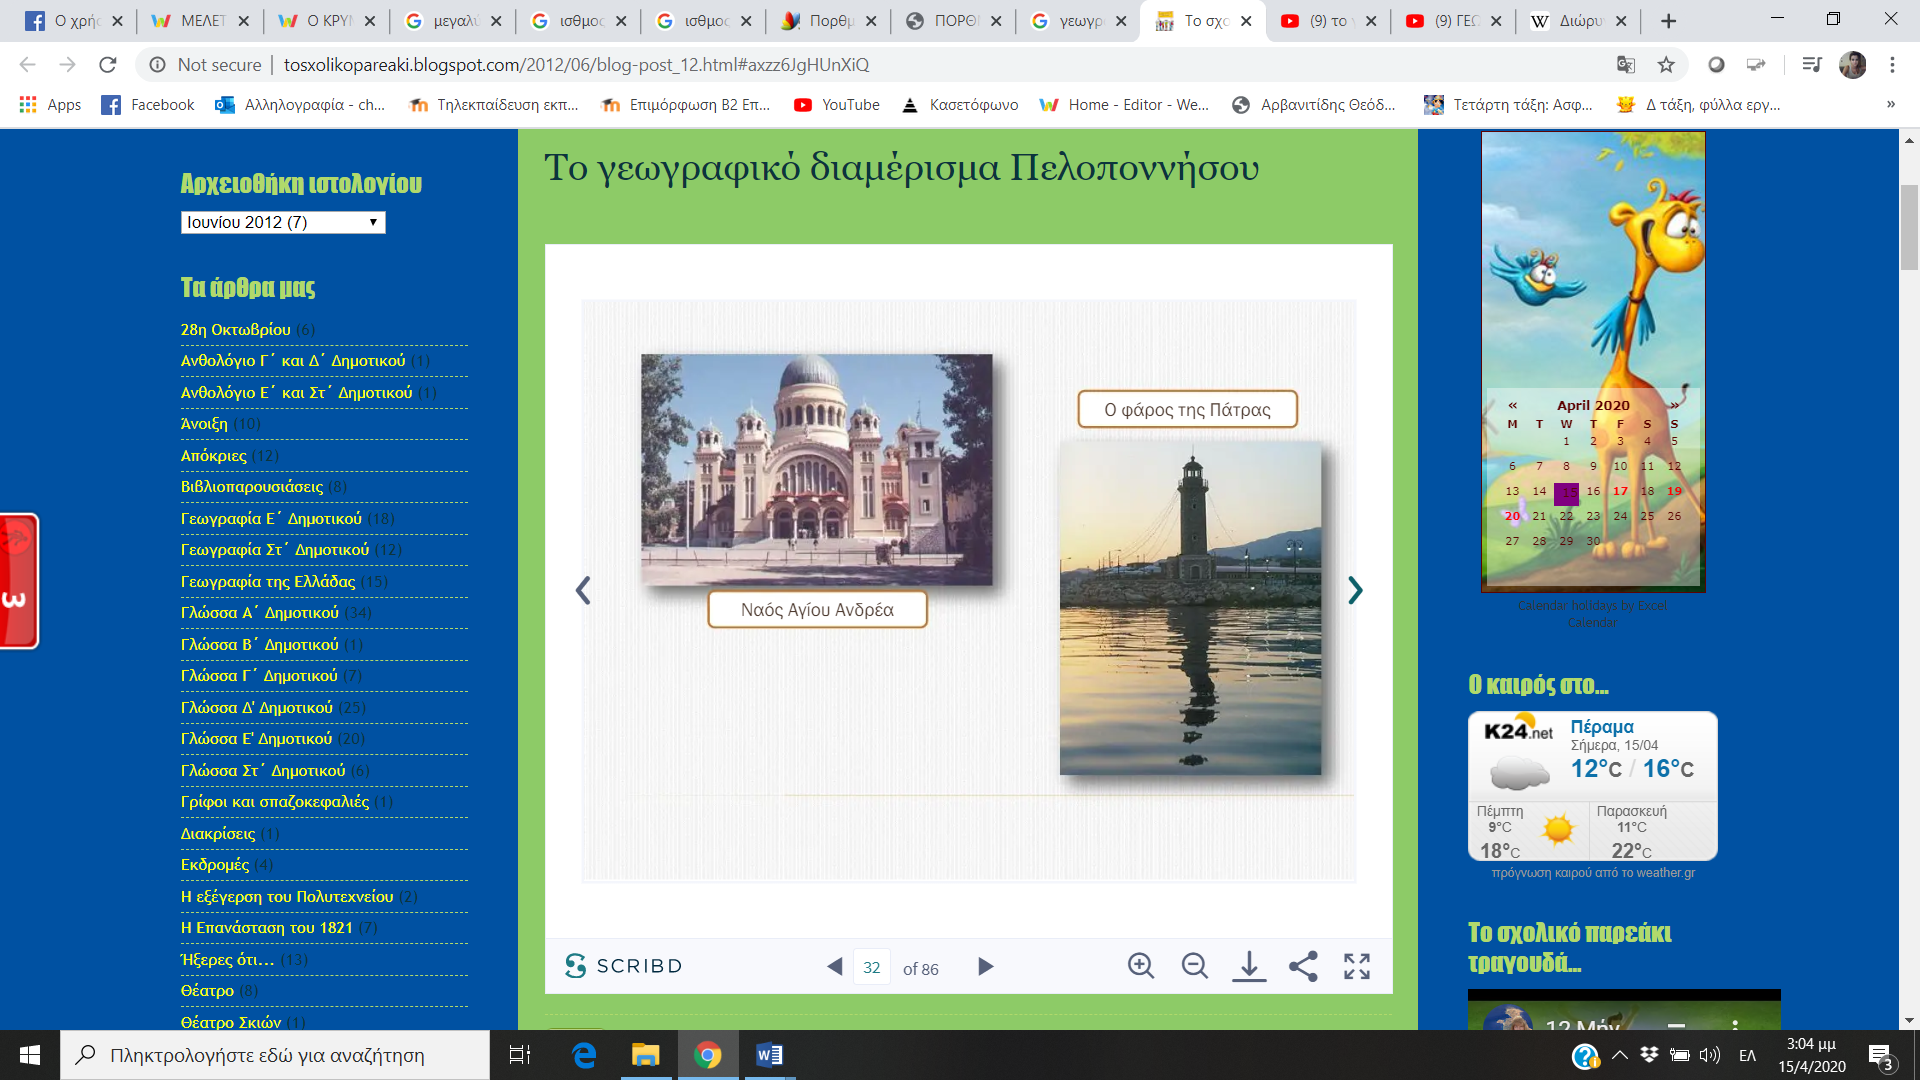 Ο χρήσ
ΜΕΛΕΤ
Ο ΚΡΥΜ
μεγαλύ
ισθμος
ισθμος
Πορθμ
ΠΟΡΘΜ
γεωγρα
Το σχο
(9) το γ
(9) ΓΕΩ
Διώρυγ
Not secure | tosxolikopareaki.blogspot.com/2012/06/blog-post_12.html#axzz6JgHUnXiQ
Apps
Facebook
Αλληλογραφία - ch...
Τηλεκπαίδευση εκπ...
Επιμόρφωση Β2 Επ...
YouTube
Κασετόφωνο
Home - Editor - We...
Αρβανιτίδης Θεόδ...
Τετάρτη τάξη: Ασφ...
Δ τάξη, φύλλα εργ...
»
Αρχειοθήκη ιστολογίου
Ιουνίου 2012 (7)
Τα άρθρα μας
28η Οκτωβρίου (6)
Ανθολόγιο Γ΄ και Δ΄ Δημοτικού (1)
Ανθολόγιο Ε΄ και Στ΄ Δημοτικού (1)
Άνοιξη (10)
Απόκριες (12)
Βιβλιοπαρουσιάσεις (8)
Γεωγραφία Ε΄ Δημοτικού (18)
Γεωγραφία Στ΄ Δημοτικού (12)
Γεωγραφία της Ελλάδας (15)
Γλώσσα Α΄ Δημοτικού (34)
Γλώσσα Β΄ Δημοτικού (1)
Γλώσσα Γ΄ Δημοτικού (7)
Γλώσσα Δ' Δημοτικού (25)
Γλώσσα Ε' Δημοτικού (20)
Γλώσσα Στ΄ Δημοτικού (6)
Γρίφοι και σπαζοκεφαλιές (1)
Διακρίσεις (1)
Εκδρομές (4)
Η εξέγερση του Πολυτεχνείου (2)
Η Επανάσταση του 1821 (7)
Ήξερες ότι... (13)
Θέατρο (8)
Θέατρο Σκιών (1)
3
Το γεωγραφικό διαμέρισμα Πελοποννήσου
Ο φάρος της Πάτρας
Ναός Αγίου Ανδρέα
SCRIBD
32 of 86
« April 2020 »
M T W T F S S
1 2 3 4 5
6 7 8 9 10 11 12
13 14 15 16 17 18 19
20 21 22 23 24 25 26
27 28 29 30
Calendar holidays by Excel
Calendar
Ο καιρός στο...
K24.net
Πέραμα
Σήμερα, 15/04
12°C / 16°C
Πέμπτη Παρασκευή
9°C 11°C
18°C 22°C
πρόγνωση καιρού από το weather.gr
Το σχολικό παρεάκι
τραγουδά...
12 Μήν
Πληκτρολογήστε εδώ για αναζήτηση
ΕΛ
3:04 μμ
15/4/2020
3